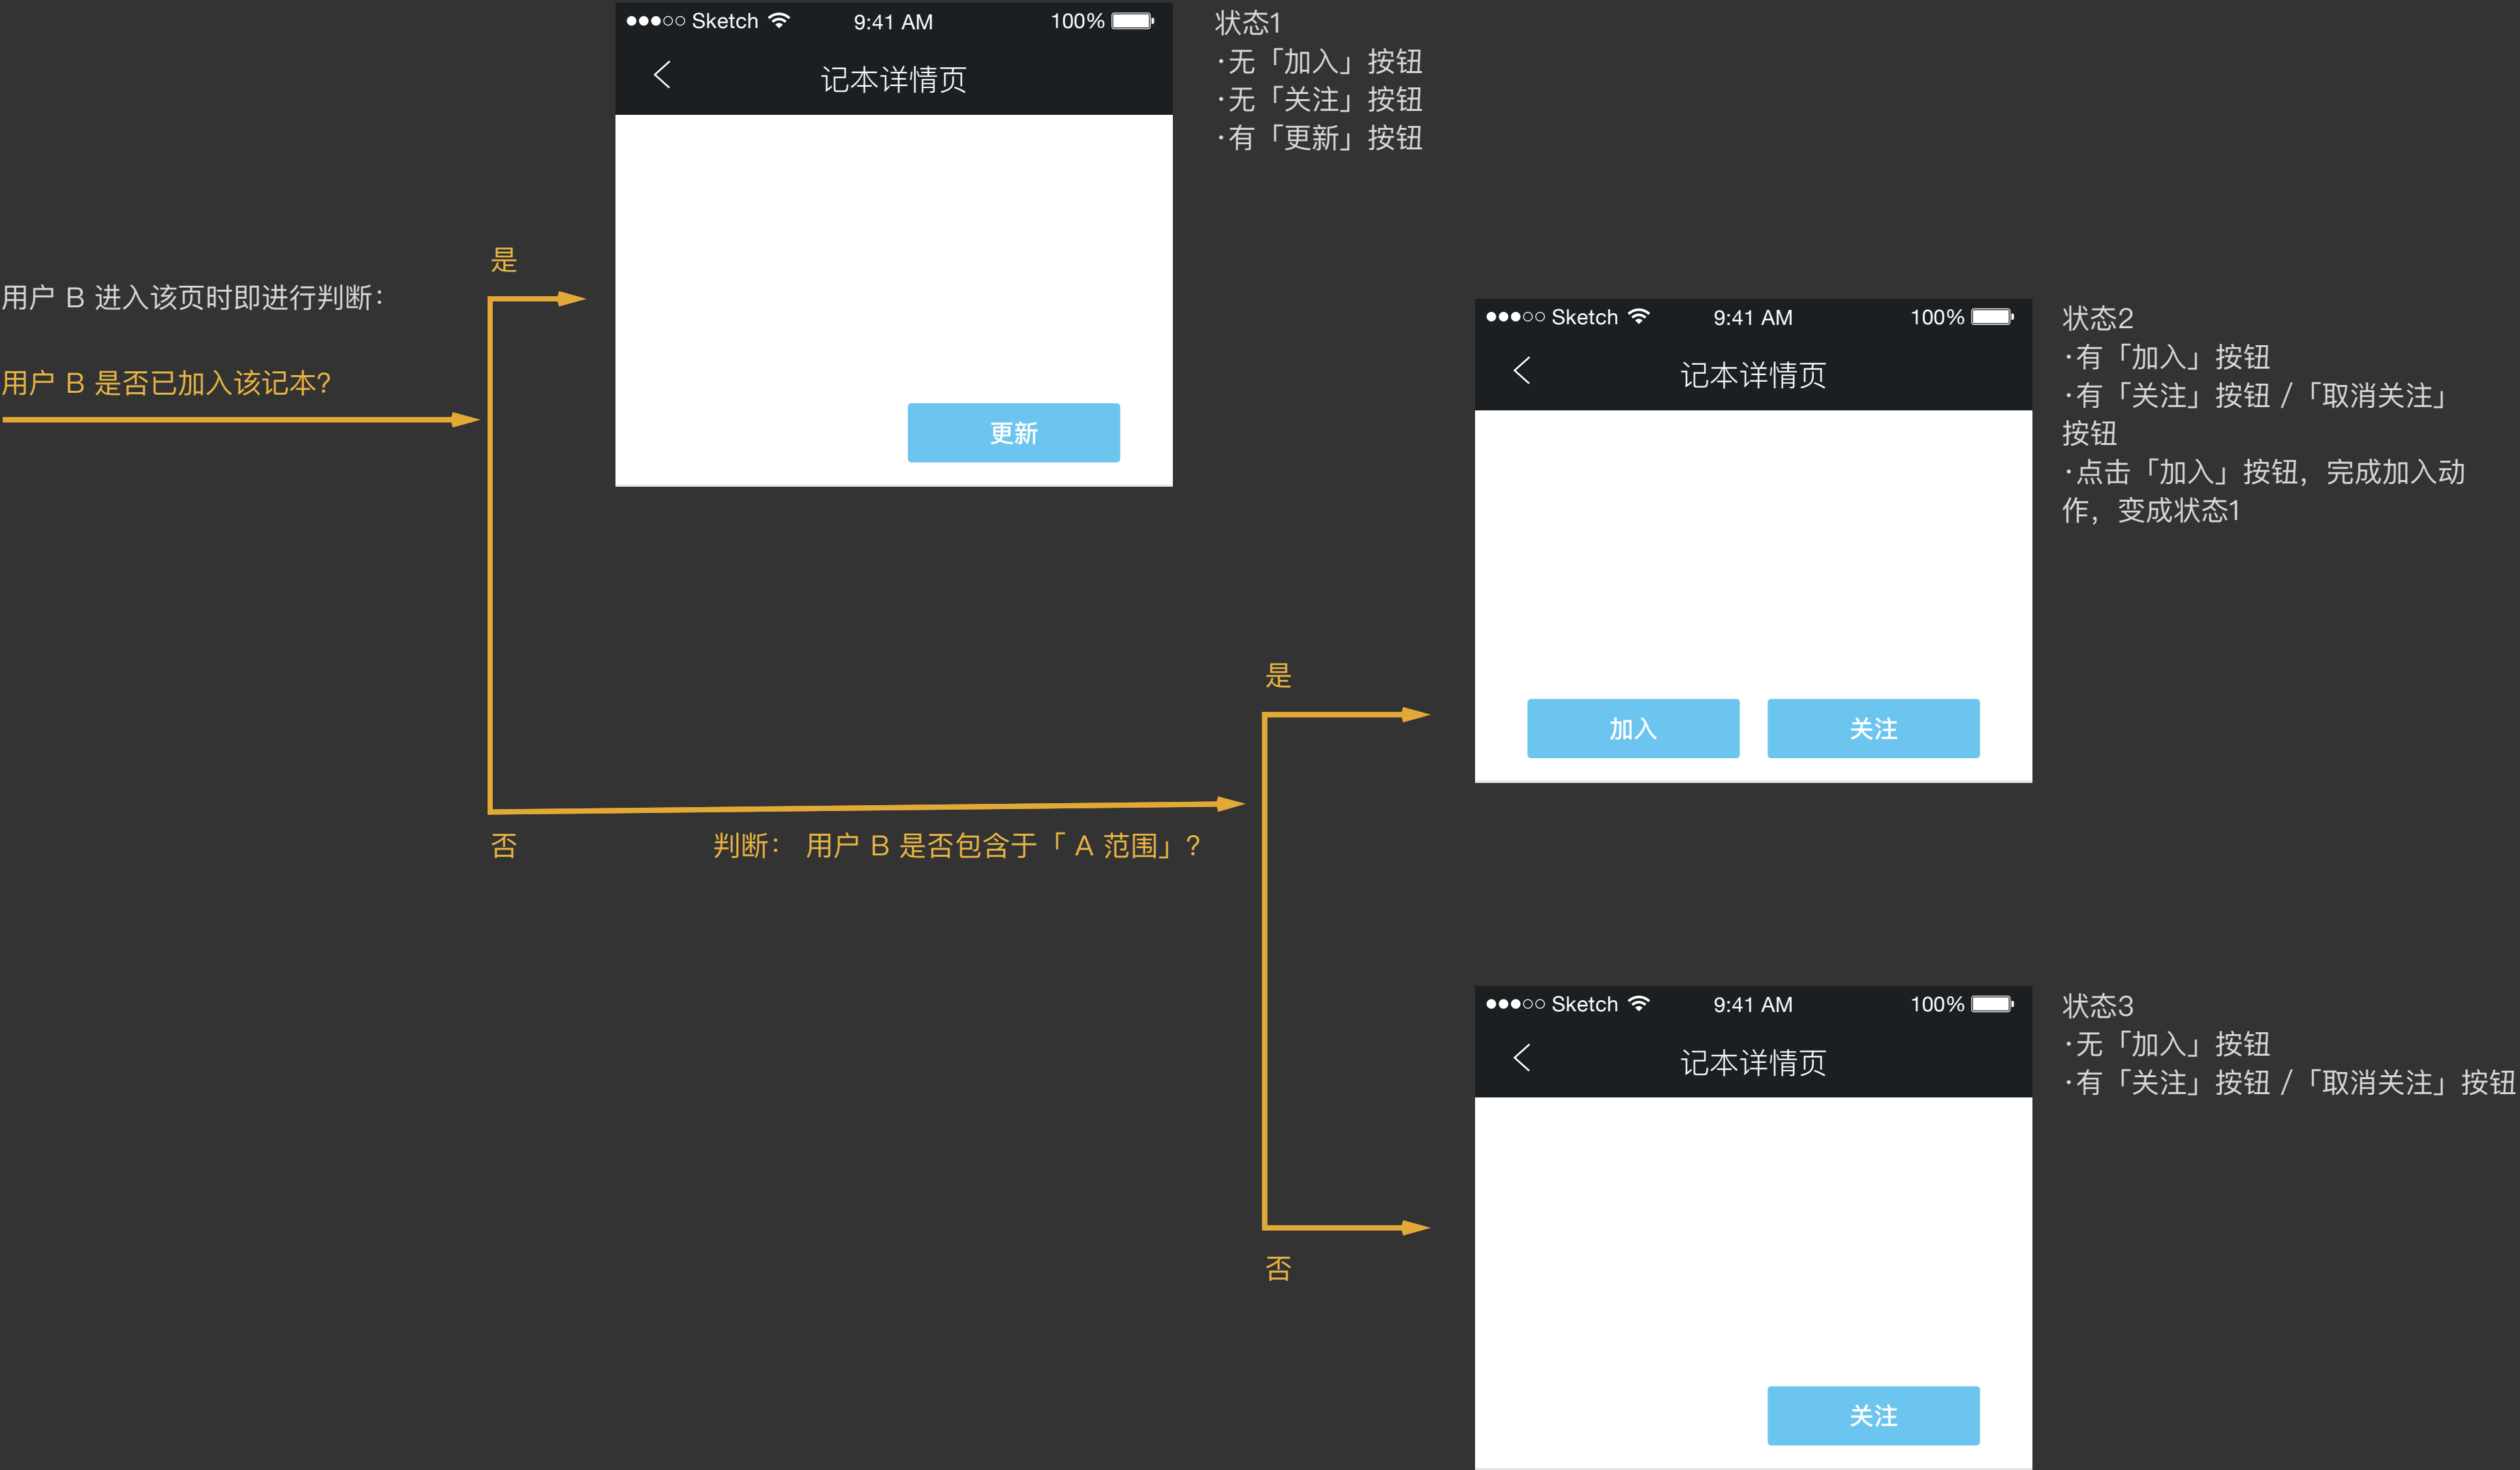 Sketch 9:41 AM 100%
记本详情页
更新
状态1
·无「加入」按钮
·无「关注」按钮
·有「更新」按钮
用户 B 进入该页时即进行判断：
用户 B 是否已加入该记本？
是
否
判断： 用户 B 是否包含于「 A 范围」？
是
否
Sketch 9:41 AM 100%
记本详情页
加入 关注
状态2
·有「加入」按钮
·有「关注」按钮 /「取消关注」
按钮
·点击「加入」按钮，完成加入动
作，变成状态1
Sketch 9:41 AM 100%
记本详情页
关注
状态3
·无「加入」按钮
·有「关注」按钮 /「取消关注」按钮